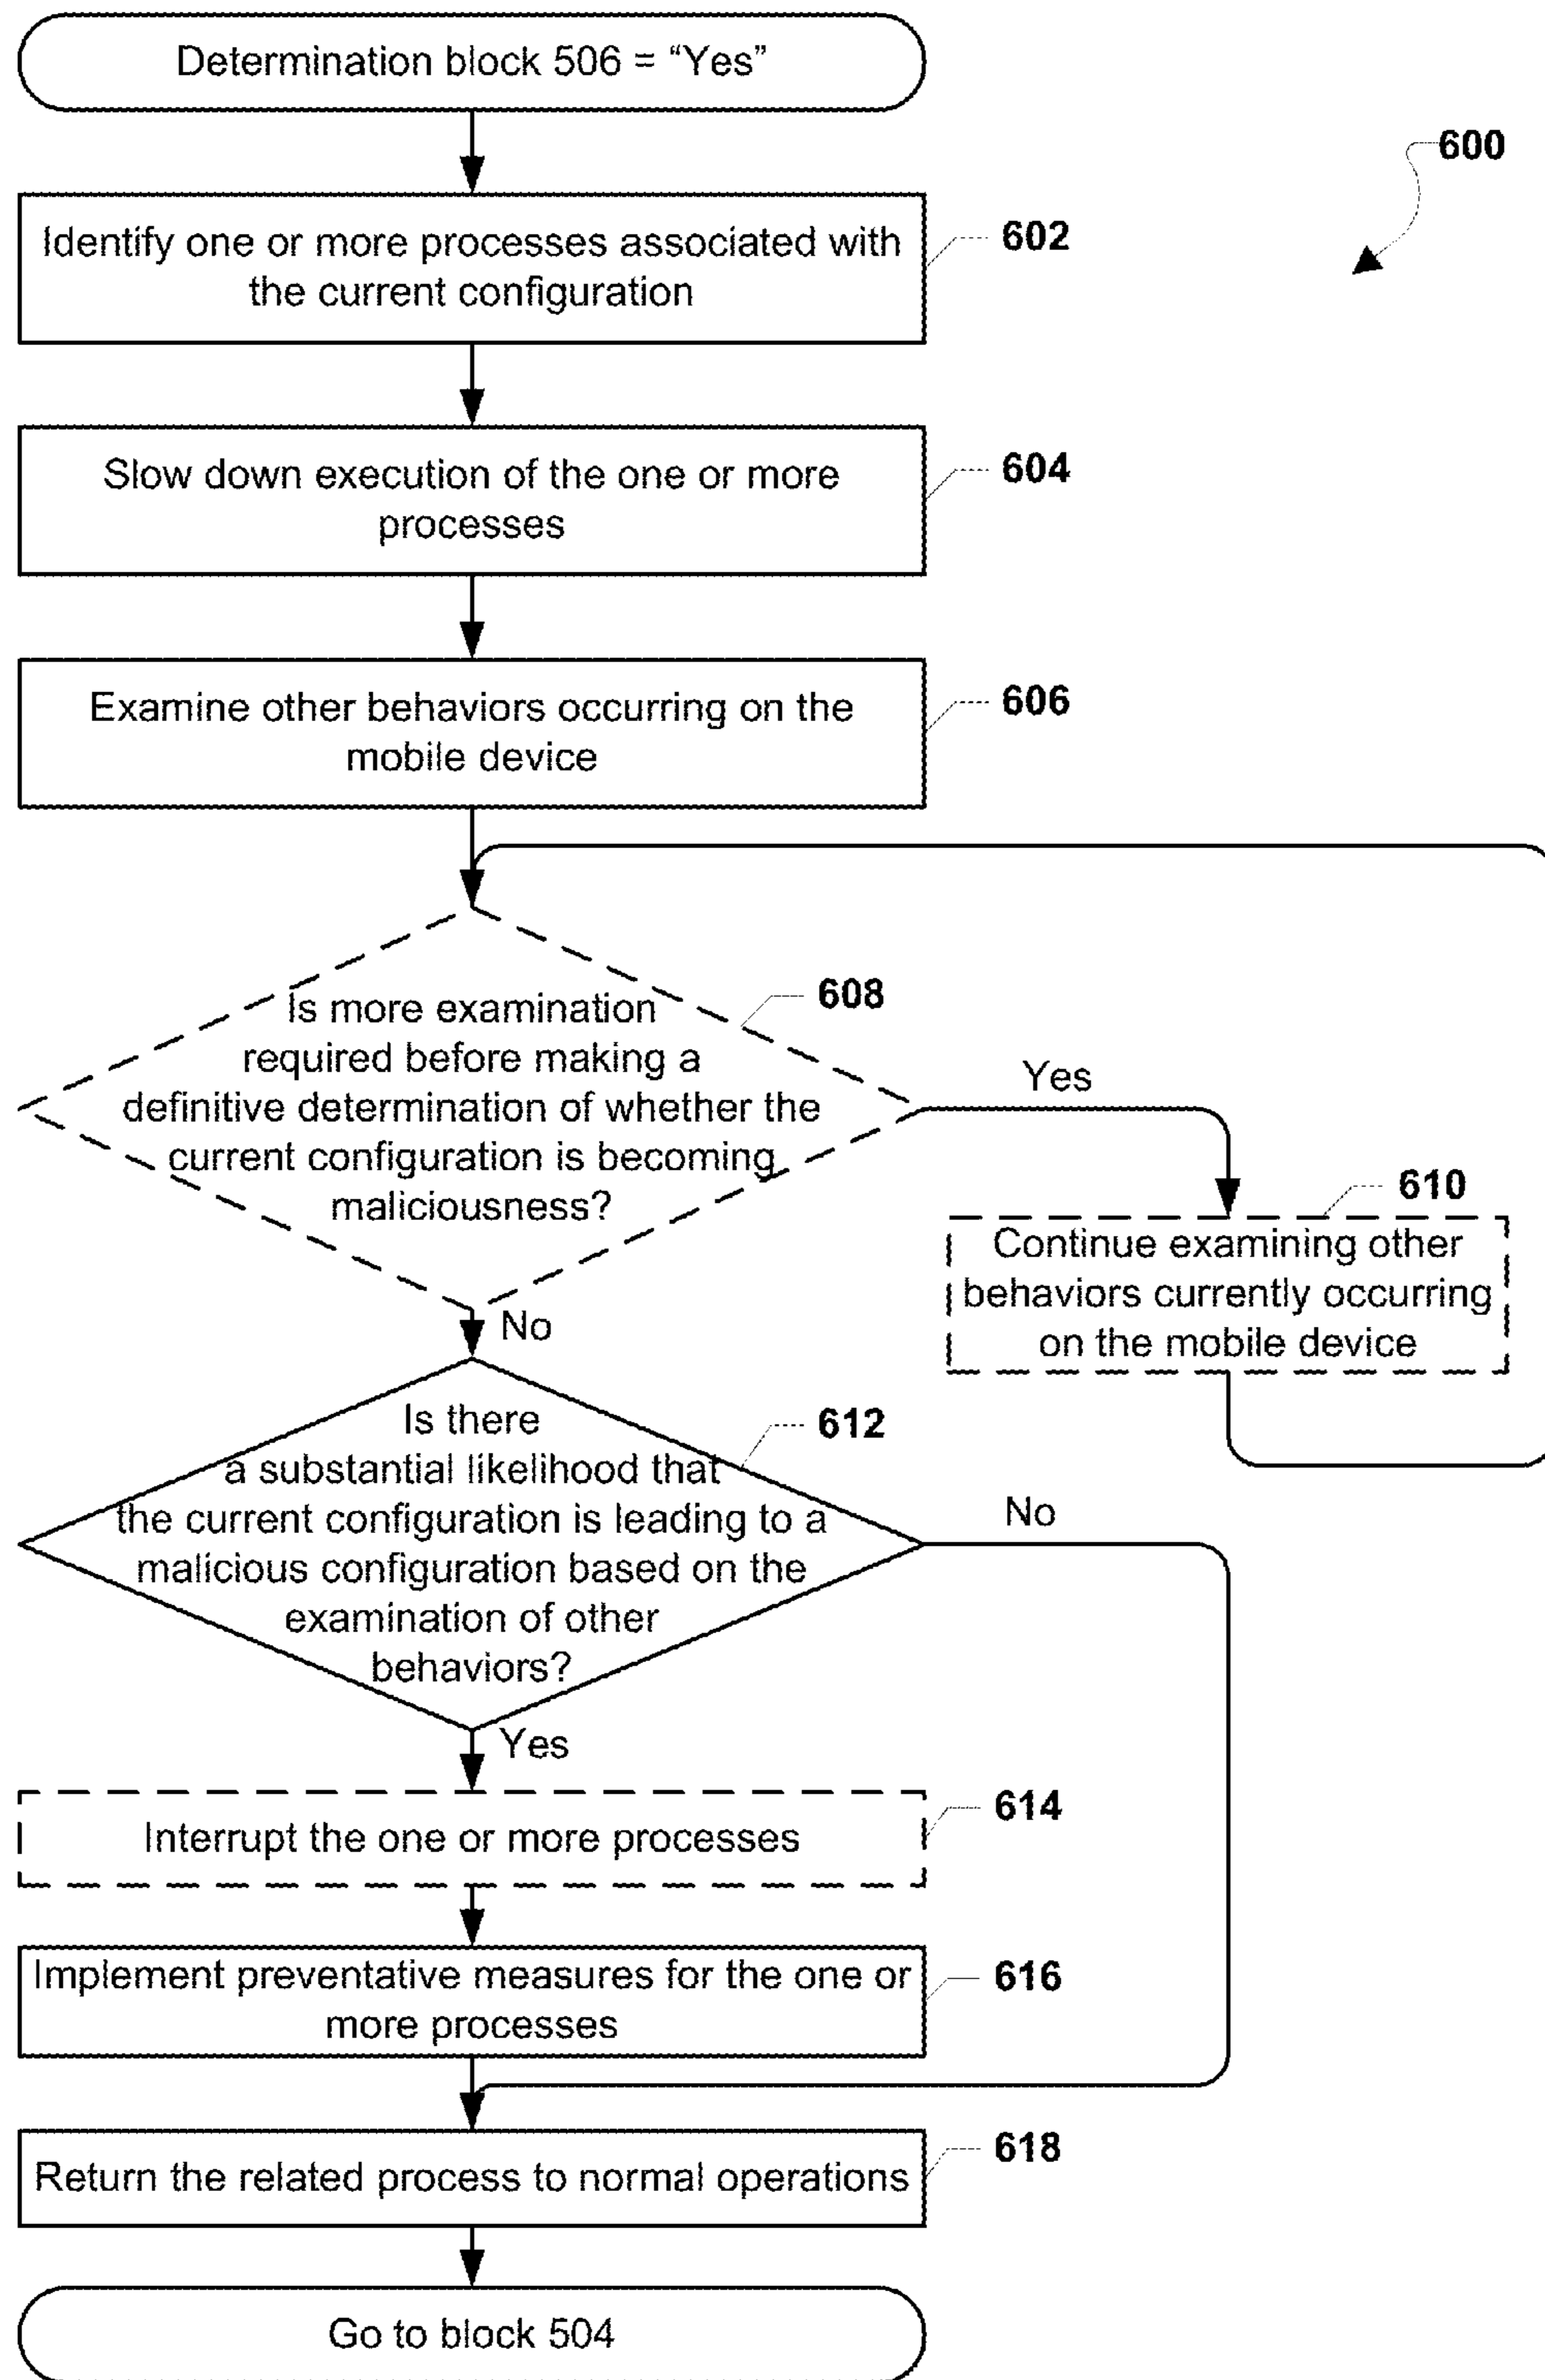 Determination block 506 = “Yes”
600
Identify one or more processes associated with
the current configuration
602
Slow down execution of the one or more
processes
604
Examine other behaviors occurring on the
mobile device
606
Is more examination
required before making a
definitive determination of whether the
current configuration is becoming
maliciousness?
608
Yes
610
Continue examining other
behaviors currently occurring
on the mobile device
No
Is there
a substantial likelihood that
the current configuration is leading to a
malicious configuration based on the
examination of other
behaviors?
612
No
Yes
Interrupt the one or more processes
614
Implement preventative measures for the one or
more processes
616
Return the related process to normal operations
618
Go to block 504